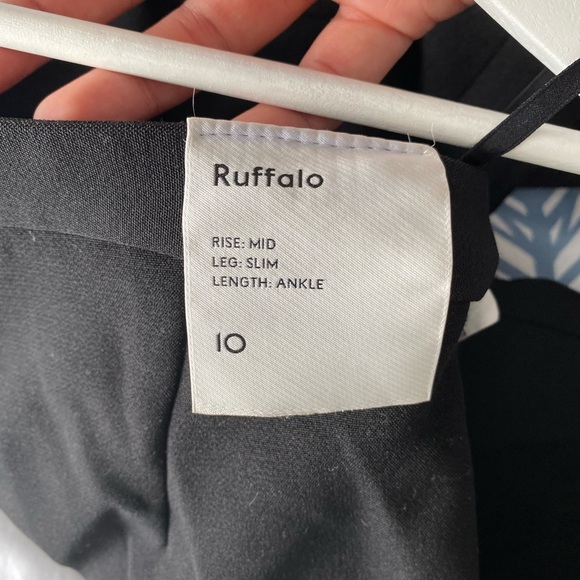 Ruffalo
RISE: MID
LEG: SLIM
LENGTH: ANKLE
10